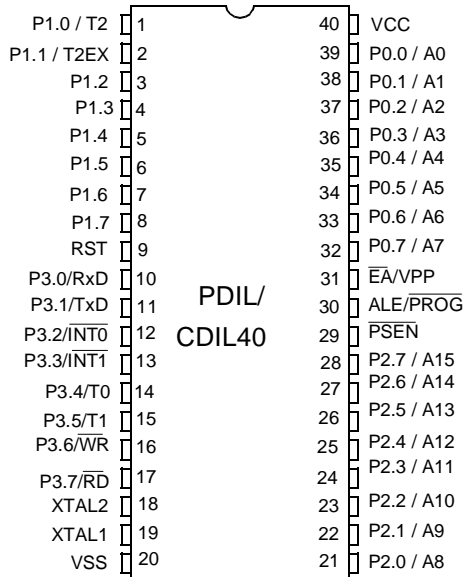 P1.0 / T2 1 40 VCC
P1.1 / T2EX 2 39 P0.0 / A0
P1.2 3 38 P0.1 / A1
P1.3 4 37 P0.2 / A2
P1.4 5 36 P0.3 / A3
P1.5 6 35 P0.4 / A4
P1.6 7 34 P0.5 / A5
P1.7 8 33 P0.6 / A6
RST 9 32 P0.7 / A7
P3.0/RxD 10 31 E̅A̅/VPP
P3.1/TxD 11 30 ALE/P̅R̅O̅G̅
PDIL/
CDIL40
P3.2/I̅N̅T̅0̅ 12 29 P̅S̅E̅N̅
P3.3/I̅N̅T̅1̅ 13 28 P2.7 / A15
P3.4/T0 14 27 P2.6 / A14
P3.5/T1 15 26 P2.5 / A13
P3.6/W̅R̅ 16 25 P2.4 / A12
P3.7/R̅D̅ 17 24 P2.3 / A11
XTAL2 18 23 P2.2 / A10
XTAL1 19 22 P2.1 / A9
VSS 20 21 P2.0 / A8